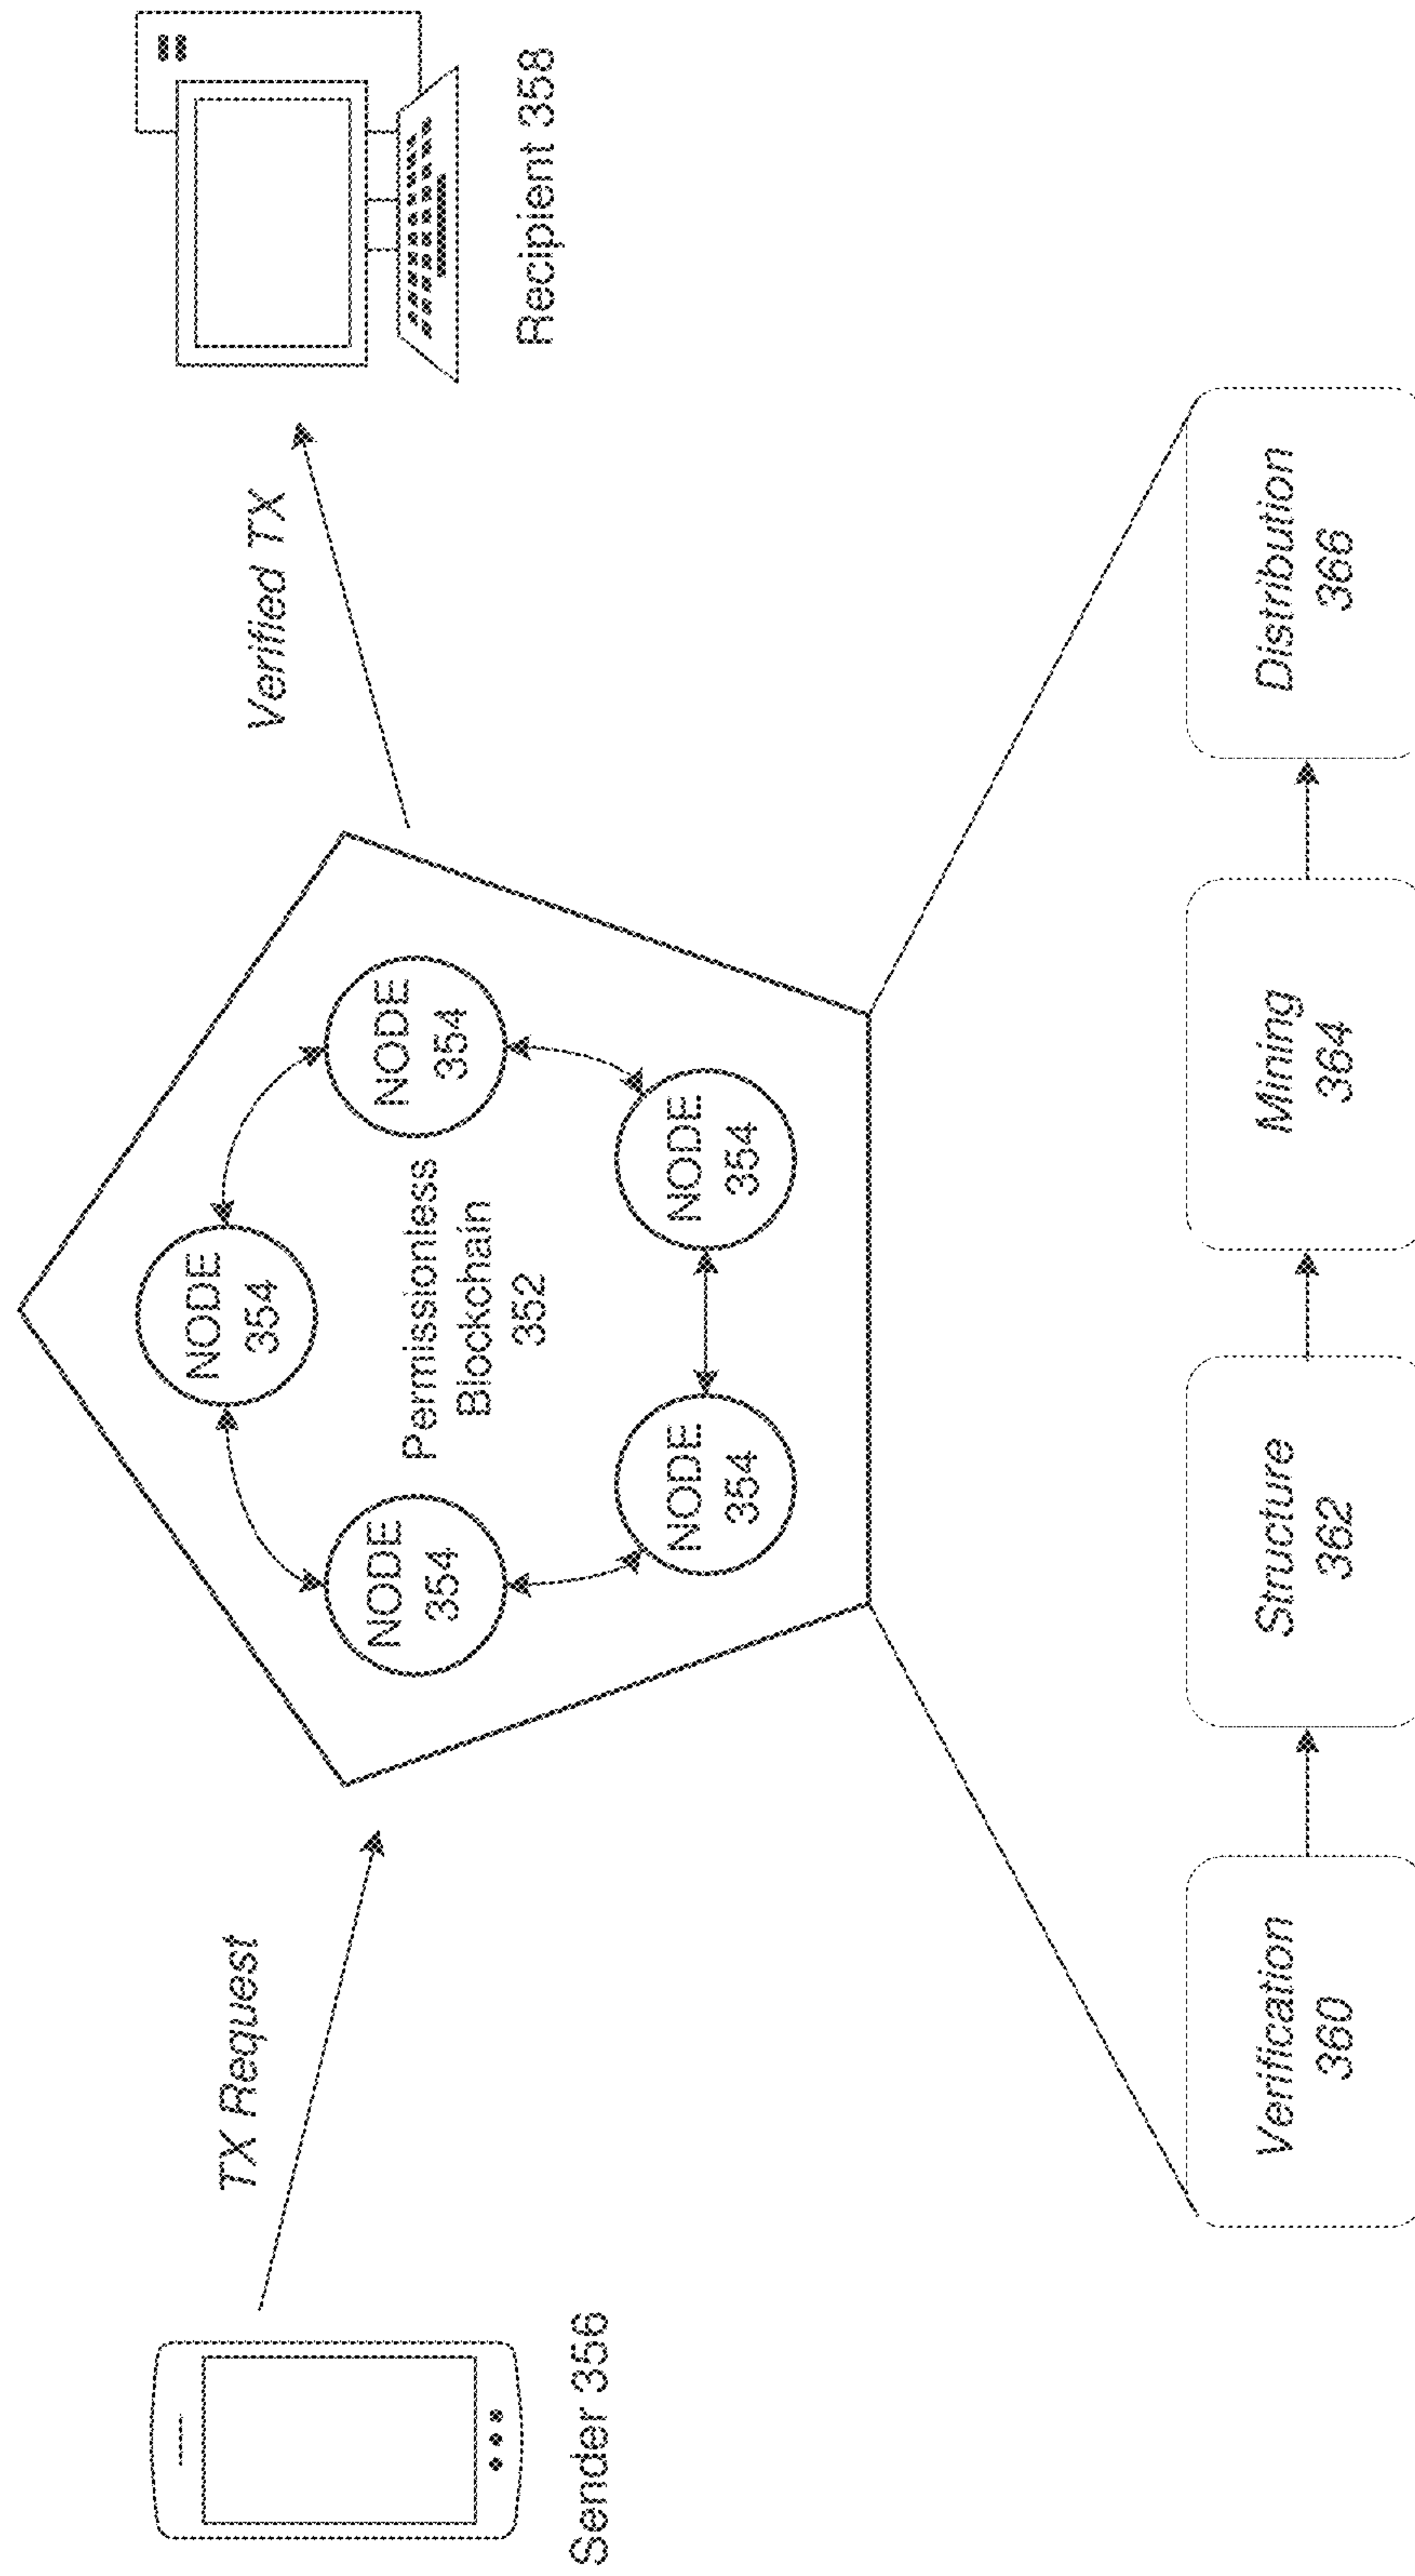 TX Request
Verified TX
Sender 356
Recipient 358
NODE
354
NODE
354
NODE
354
Permissionless
Blockchain
352
NODE
354
NODE
354
Verification
360
Structure
362
Mining
364
Distribution
366